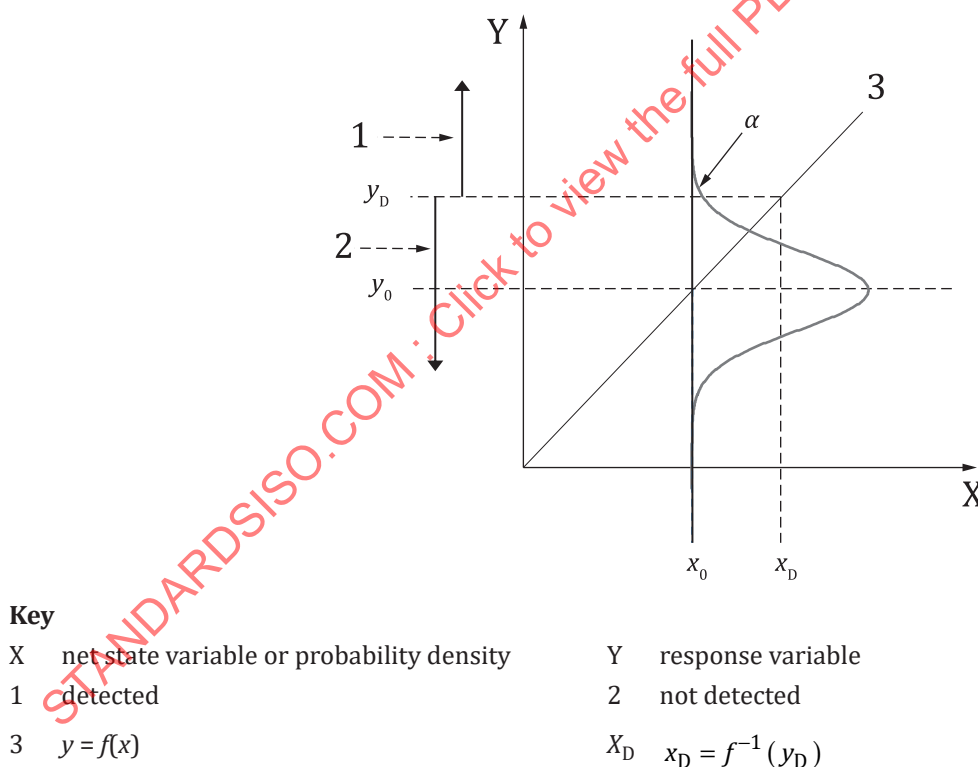 Y
3
α
1
y_D
2
y_0
X
x_0 x_D
STANDARDSISO.COM : Click to view the full PD
Key
X net state variable or probability density Y response variable
1 detected 2 not detected
3 y = f(x) X_D x_D = f^{-1} (y_D)